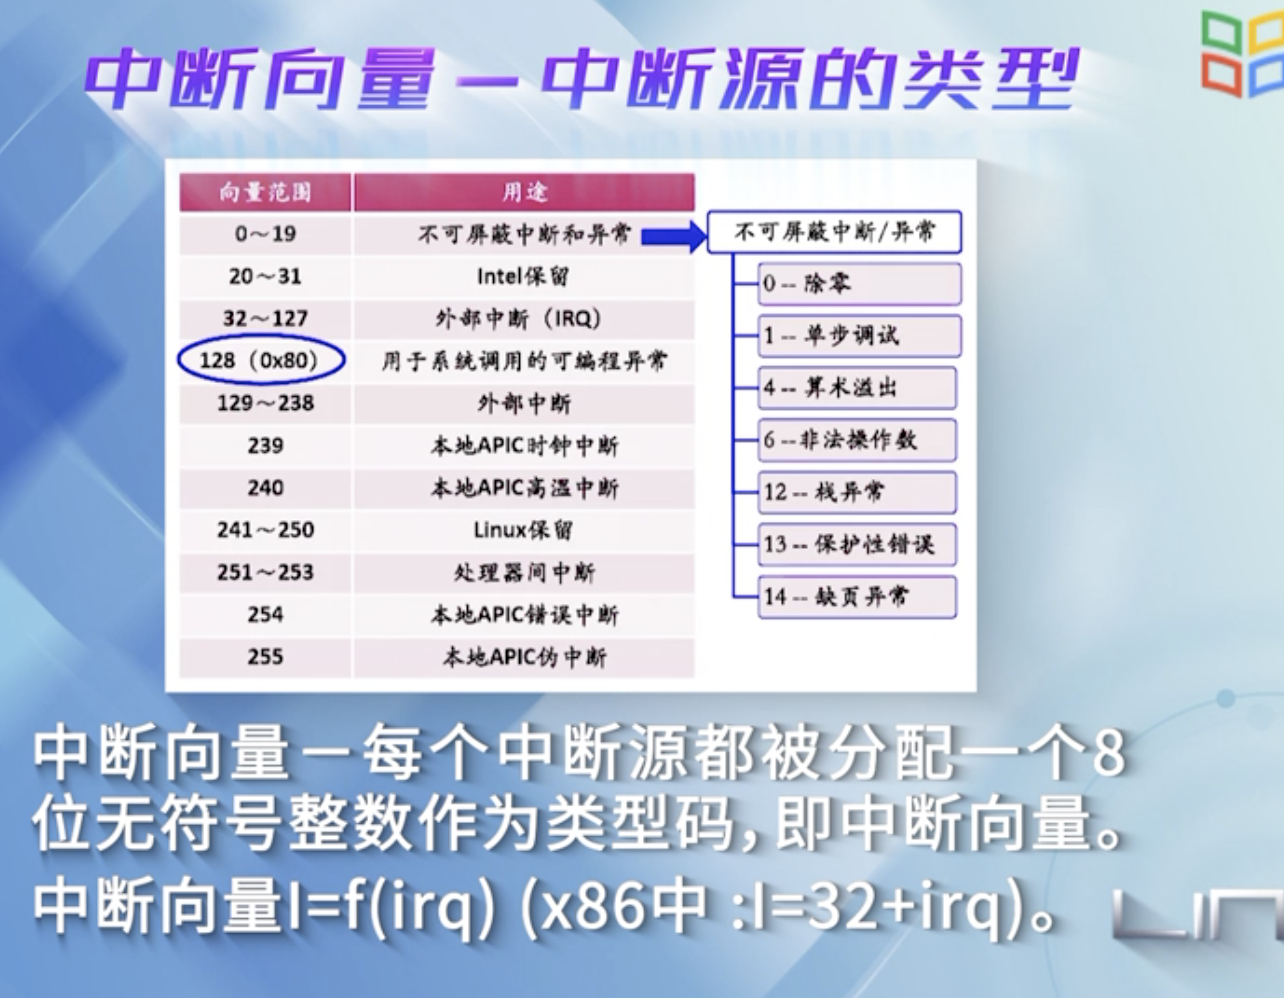 中断向量－中断源的类型
向量范围 用途
0～19 不可屏蔽中断和异常
20～31 Intel保留
32～127 外部中断（IRQ）
128（0x80） 用于系统调用的可编程异常
129～238 外部中断
239 本地APIC时钟中断
240 本地APIC高温中断
241～250 Linux保留
251～253 处理器间中断
254 本地APIC错误中断
255 本地APIC伪中断
不可屏蔽中断/异常
0 -- 除零
1 -- 单步调试
4 -- 算术溢出
6 --非法操作数
12 -- 栈异常
13 -- 保护性错误
14 -- 缺页异常
中断向量－每个中断源都被分配一个8
位无符号整数作为类型码，即中断向量。
中断向量I=f(irq) (x86中 :I=32+irq)。